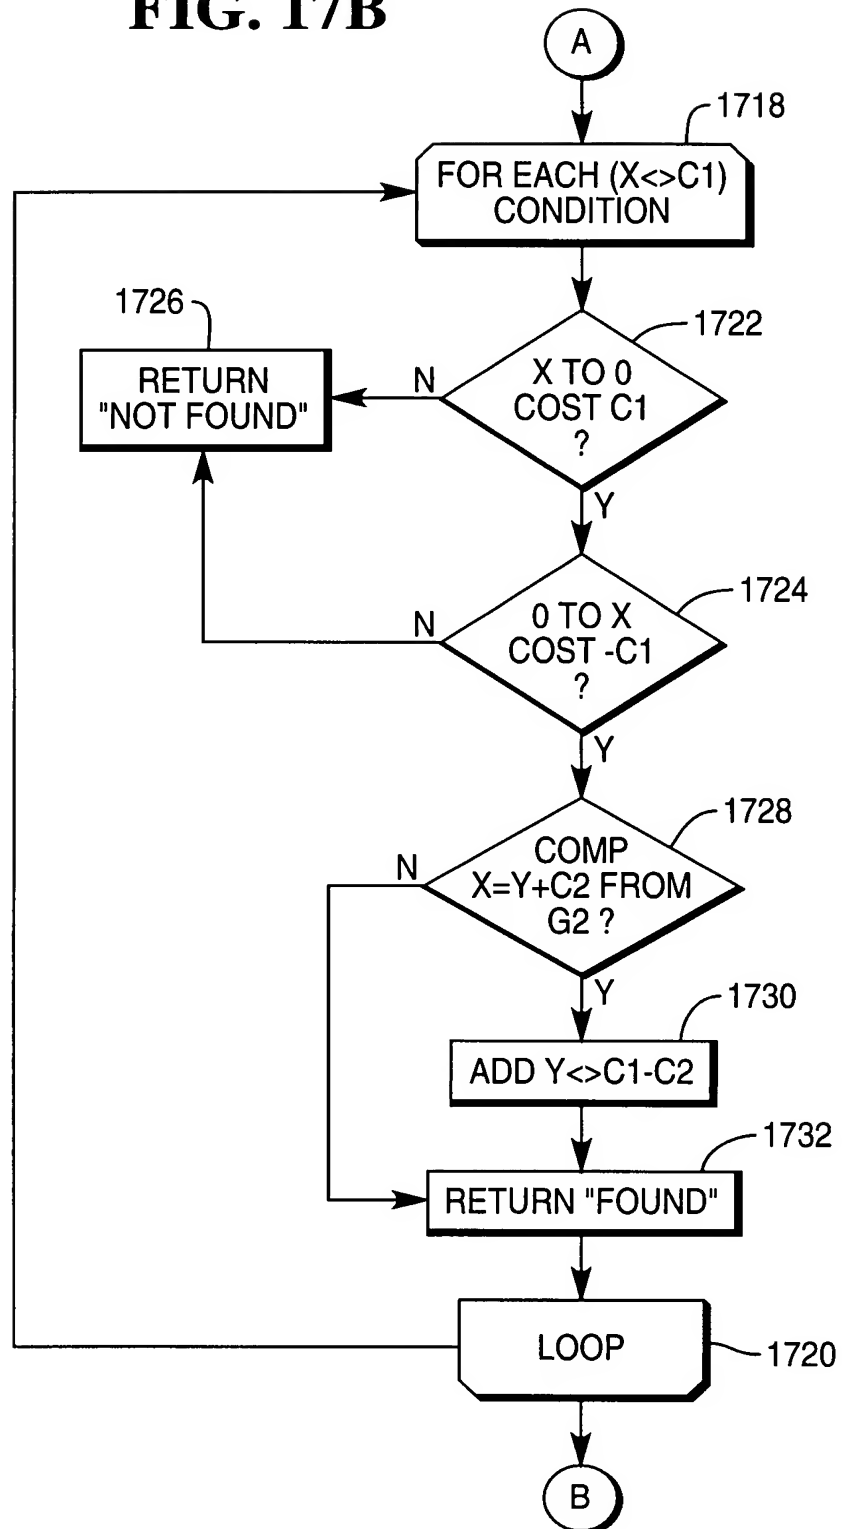 FIG. 17B
A
1718
FOR EACH (X<>C1)
CONDITION
1726
1722
RETURN
"NOT FOUND"
N
X TO 0
COST C1
?
Y
1724
N
0 TO X
COST -C1
?
Y
1728
N
COMP
X=Y+C2 FROM
G2 ?
Y
1730
ADD Y<>C1-C2
1732
RETURN "FOUND"
LOOP
1720
B